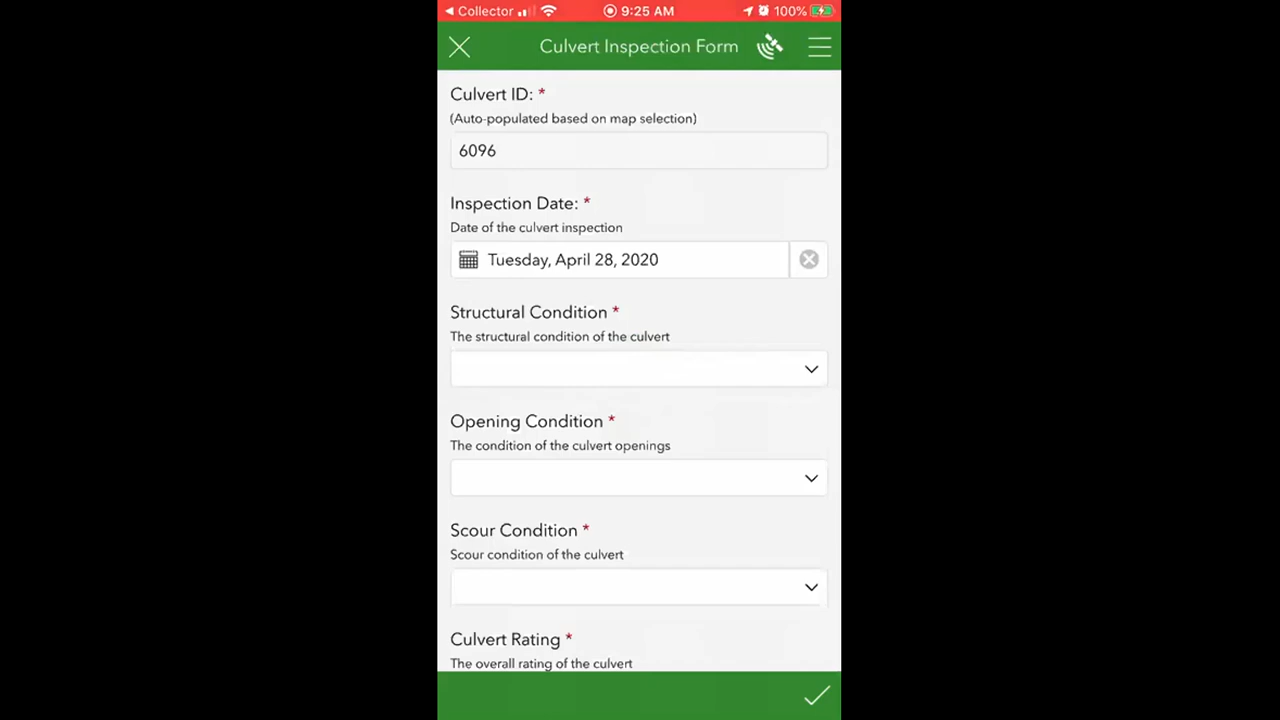 Collector 9:25 AM 100%
Culvert Inspection Form
Culvert ID: *
(Auto-populated based on map selection)
6096
Inspection Date: *
Date of the culvert inspection
Tuesday, April 28, 2020
Structural Condition *
The structural condition of the culvert
Opening Condition *
The condition of the culvert openings
Scour Condition *
Scour condition of the culvert
Culvert Rating *
The overall rating of the culvert